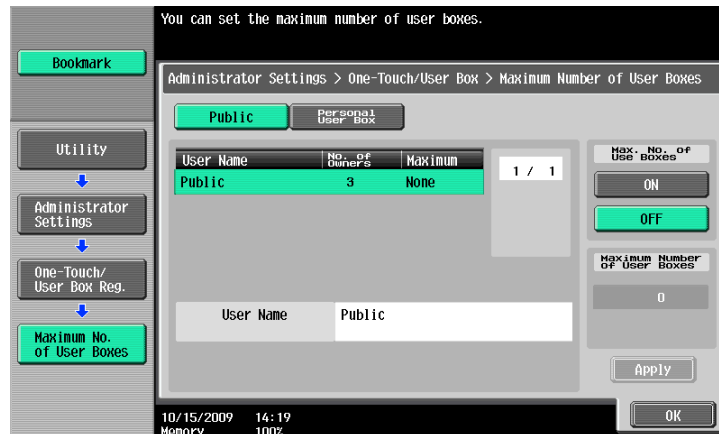 You can set the maximum number of user boxes.
Bookmark
Administrator Settings > One-Touch/User Box > Maximum Number of User Boxes
Public
Personal
User Box
Utility
Administrator
Settings
One-Touch/
User Box Reg.
Maximum No.
of User Boxes
User Name
No. of
Owners
Maximum
Public
3
None
1 / 1
User Name
Public
Max. No. of
Use Boxes
ON
OFF
Maximum Number
of User Boxes
0
Apply
OK
10/15/2009 14:19
Memory 100%